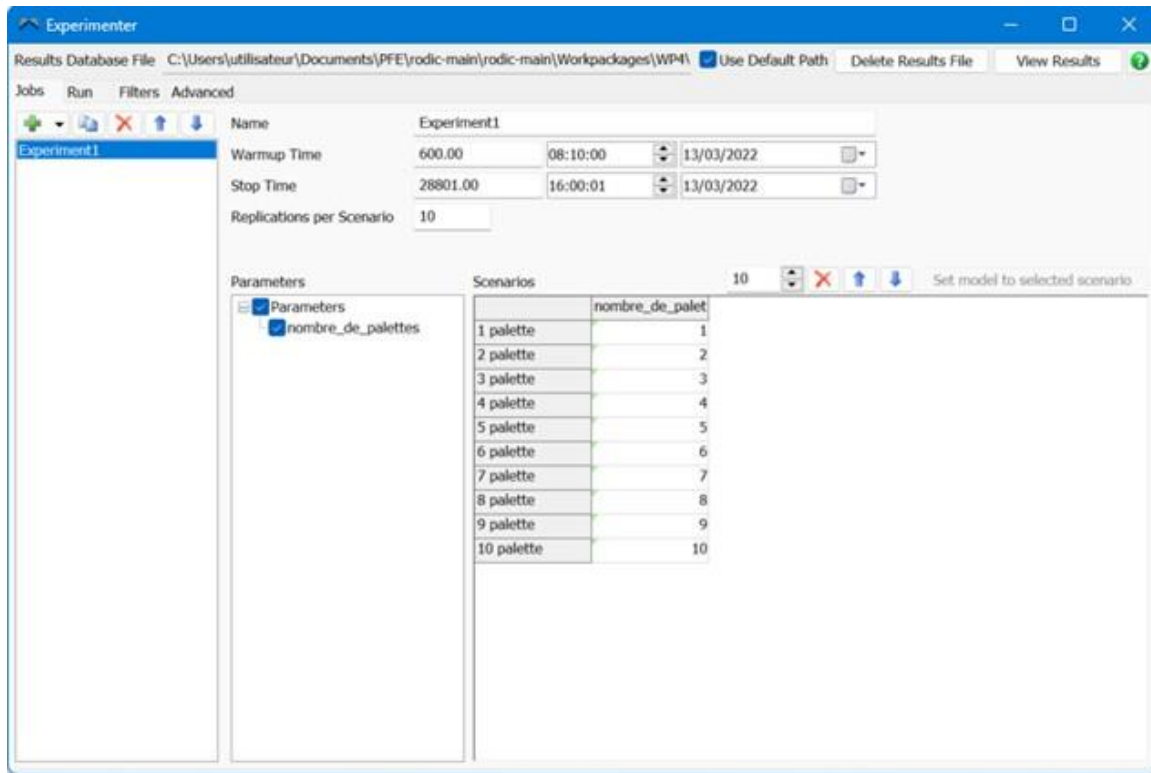 Experimenter
Results Database File C:\Users\utilisateur\Documents\PFE\rodic-main\rodic-main\Workpackages\WP4\ Use Default Path Delete Results File View Results
Jobs Run Filters Advanced
Name Experiment1
Experiment1
Warmup Time 600.00 08:10:00 13/03/2022
Stop Time 28801.00 16:00:01 13/03/2022
Replications per Scenario 10
Parameters Scenarios 10 Set model to selected scenario
Parameters nombre_de_palet
nombre_de_palettes
1 palette 1
2 palette 2
3 palette 3
4 palette 4
5 palette 5
6 palette 6
7 palette 7
8 palette 8
9 palette 9
10 palette 10